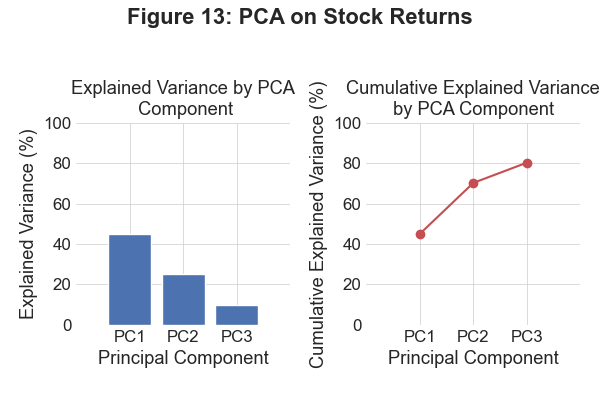 Figure 13: PCA on Stock Returns
Explained Variance by PCA
Component
Explained Variance (%)
100
80
60
40
20
0
PC1 PC2 PC3
Principal Component
Cumulative Explained Variance
by PCA Component
Cumulative Explained Variance (%)
100
80
60
40
20
0
PC1 PC2 PC3
Principal Component